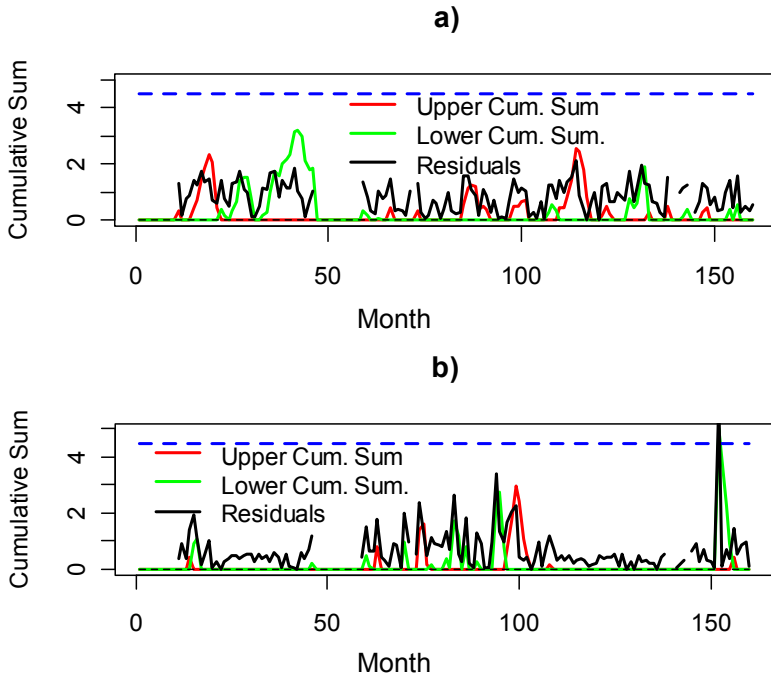 a)
Cumulative Sum
4
2
0
Upper Cum. Sum
Lower Cum. Sum.
Residuals
0 50 100 150
Month
b)
Cumulative Sum
4
2
0
Upper Cum. Sum
Lower Cum. Sum.
Residuals
0 50 100 150
Month